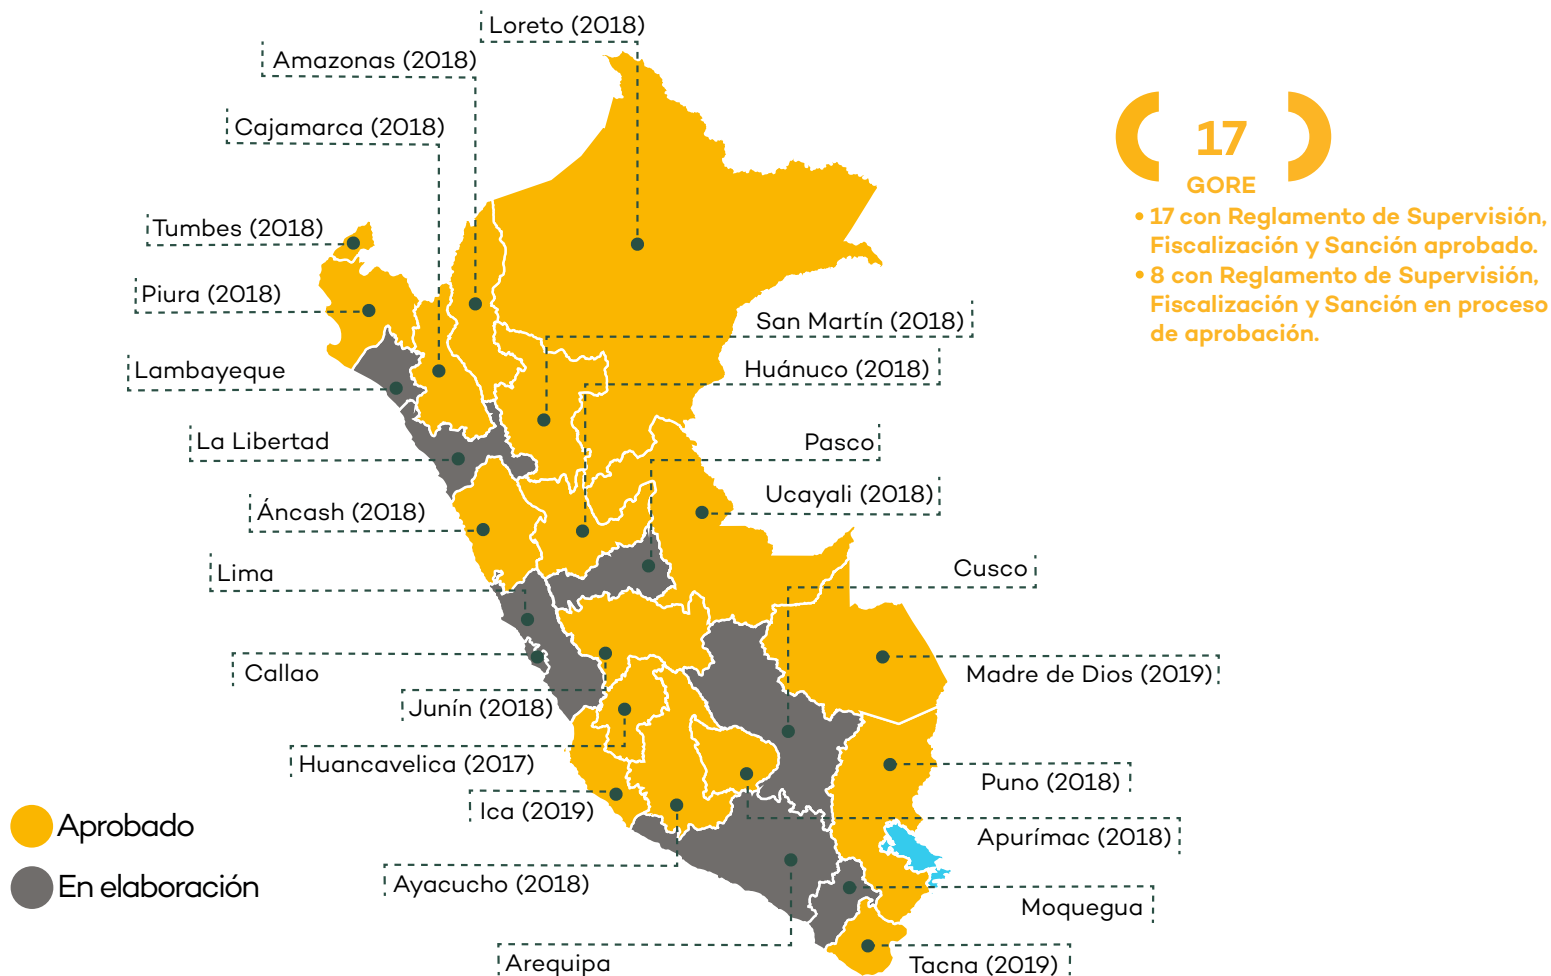 Loreto (2018)
Amazonas (2018)
Cajamarca (2018)
Tumbes (2018)
Piura (2018)
Lambayeque
La Libertad
Áncash (2018)
Lima
Callao
Junín (2018)
Huancavelica (2017)
Ica (2019)
Ayacucho (2018)
Arequipa
San Martín (2018)
Huánuco (2018)
Pasco
Ucayali (2018)
Cusco
Madre de Dios (2019)
Puno (2018)
Apurímac (2018)
Moquegua
Tacna (2019)
17
GORE
• 17 con Reglamento de Supervisión,
Fiscalización y Sanción aprobado.
• 8 con Reglamento de Supervisión,
Fiscalización y Sanción en proceso
de aprobación.
Aprobado
En elaboración